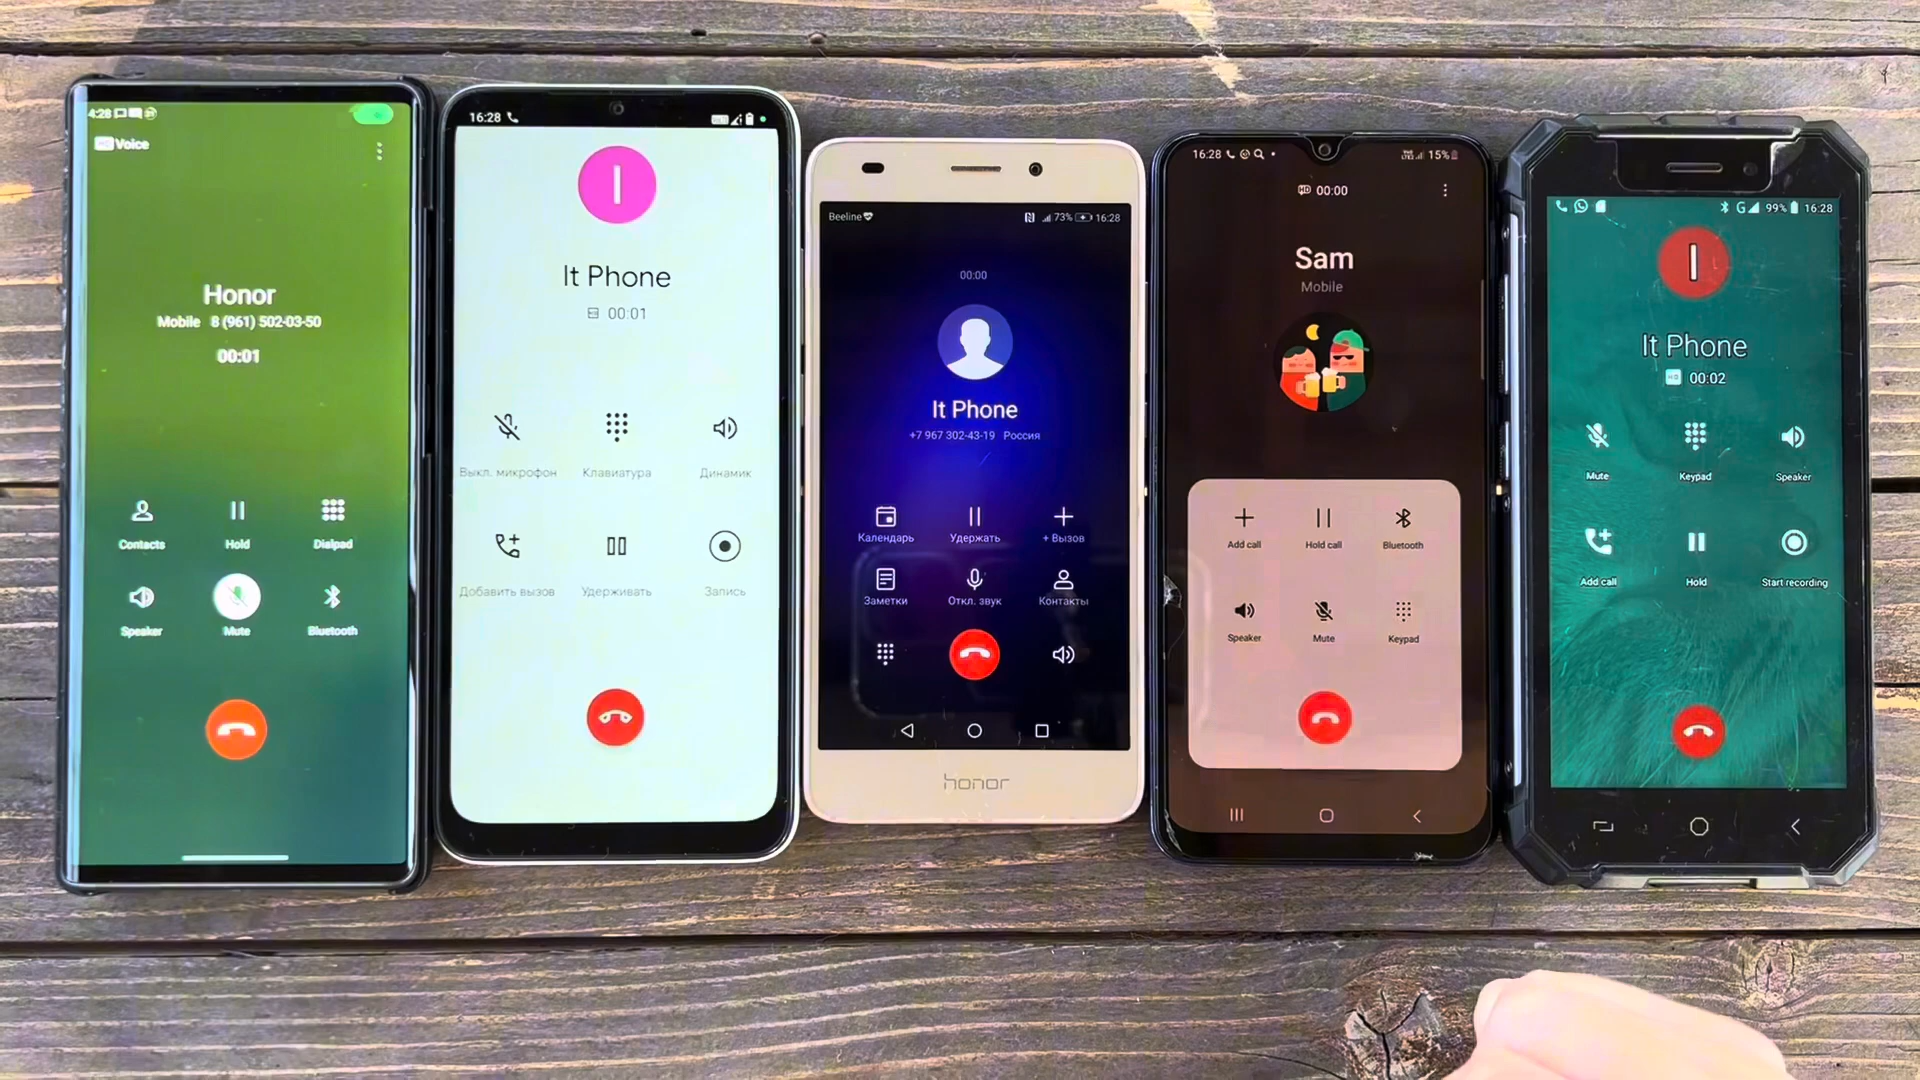 4:28
HD Voice
Honor
Mobile 8 (961) 502-03-50
00:01
Contacts
Hold
Dialpad
Speaker
Mute
Bluetooth
16:28
I
It Phone
HD 00:01
Выкл. микрофон
Клавиатура
Динамик
Добавить вызов
Удерживать
Запись
Beeline
73%
16:28
00:00
It Phone
+7 967 302-43-19 Россия
Календарь
Удержать
+ Вызов
Заметки
Откл. звук
Контакты
honor
16:28
15%
HD 00:00
Sam
Mobile
Add call
Hold call
Bluetooth
Speaker
Mute
Keypad
G
99%
16:28
I
It Phone
HD 00:02
Mute
Keypad
Speaker
Add call
Hold
Start recording